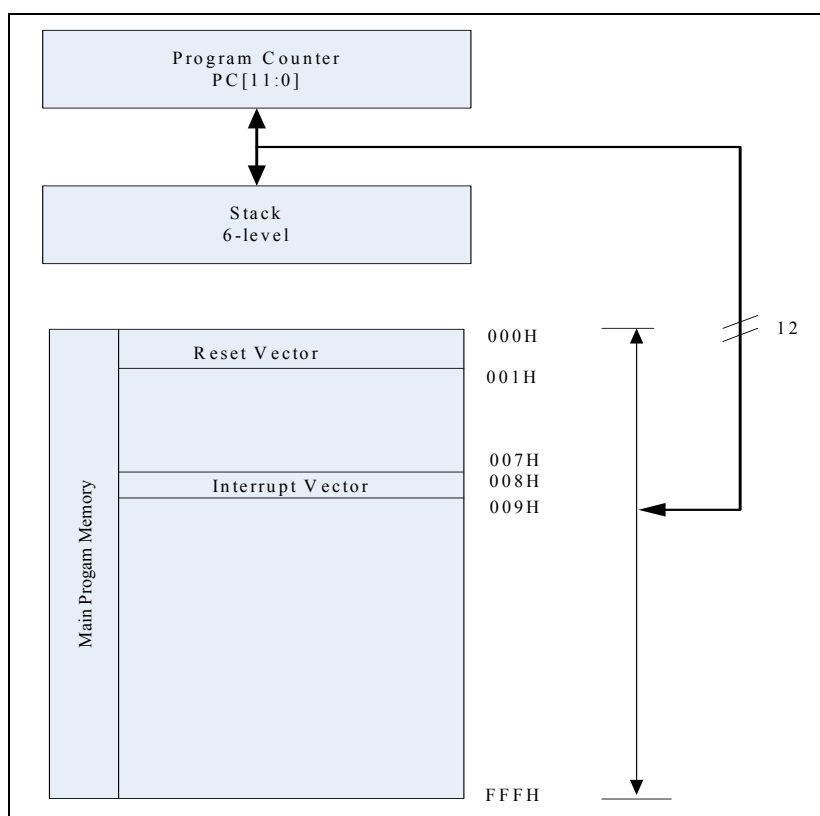 Program Counter
PC[11:0]
Stack
6-level
12
000H
Reset Vector
001H
007H
008H
Interrupt Vector
009H
Main Progam Memory
FFFH